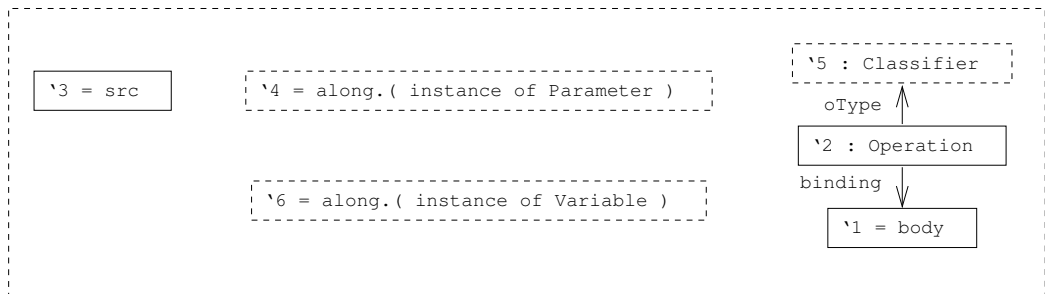 `5 : Classifier
`3 = src
`4 = along.( instance of Parameter )
oType
`2 : Operation
binding
`6 = along.( instance of Variable )
`1 = body